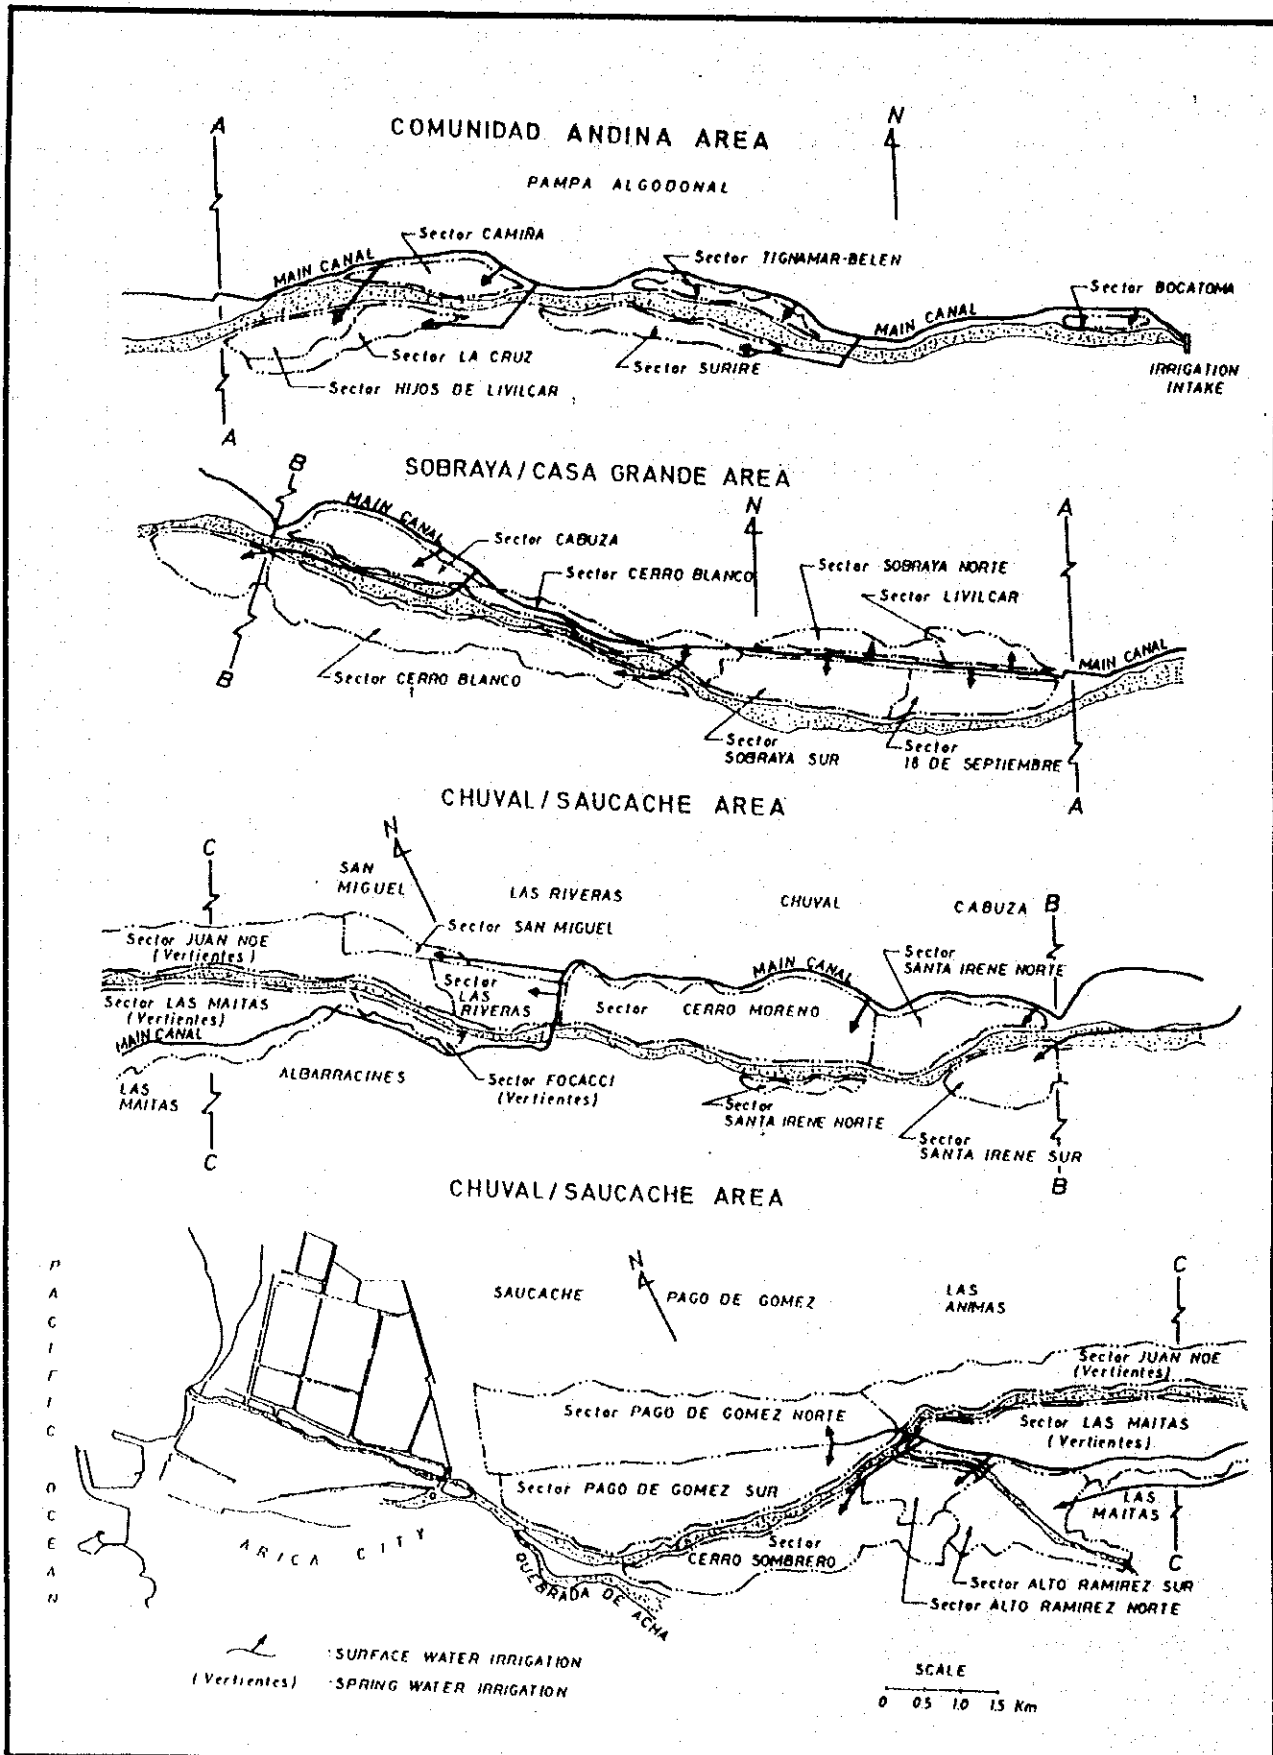 COMUNIDAD ANDINA AREA
A
N
PAMPA ALGODONAL
Sector CAMIÑA
MAIN CANAL
Sector TIGNAMAR-BELEN
Sector BOCATOMA
MAIN CANAL
Sector LA CRUZ
Sector SURIRE
Sector HIJOS DE LIVILCAR
IRRIGATION
INTAKE
A
SOBRAYA/CASA GRANDE AREA
B
MAIN CANAL
N
A
Sector CABUZA
Sector CERRO BLANCO
Sector SOBRAYA NORTE
Sector LIVILCAR
MAIN CANAL
Sector CERRO BLANCO
B
Sector
SOBRAYA SUR
Sector
18 DE SEPTIEMBRE
A
CHUVAL/SAUCACHE AREA
C
N
SAN
MIGUEL
LAS RIVERAS
CHUVAL
CABUZA
B
Sector SAN MIGUEL
Sector JUAN NOE
(Vertientes)
Sector
LAS
RIVERAS
MAIN CANAL
Sector
SANTA IRENE NORTE
Sector LAS MAITAS
(Vertientes)
Sector CERRO MORENO
MAIN CANAL
LAS
MAITAS
ALBARRACINES
Sector FOCACCI
(Vertientes)
Sector
SANTA IRENE NORTE
Sector
SANTA IRENE SUR
C
B
CHUVAL/SAUCACHE AREA
PACIFIC OCEAN
N
C
SAUCACHE
PAGO DE GOMEZ
LAS
ANIMAS
Sector JUAN NOE
(Vertientes)
Sector PAGO DE GOMEZ NORTE
Sector LAS MAITAS
(Vertientes)
Sector PAGO DE GOMEZ SUR
LAS
MAITAS
ARICA CITY
Sector
CERRO SOMBRERO
QUEBRADA DE ACHA
C
Sector ALTO RAMIREZ SUR
Sector ALTO RAMIREZ NORTE
: SURFACE WATER IRRIGATION
(Vertientes) : SPRING WATER IRRIGATION
SCALE
0 0.5 1.0 1.5 Km